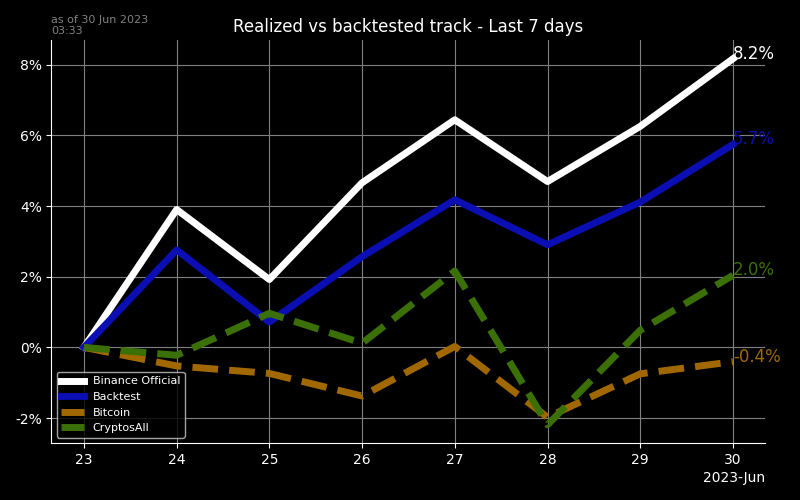 as of 30 Jun 2023
03:33
Realized vs backtested track - Last 7 days
8%
6%
4%
2%
0%
-2%
8.2%
5.7%
2.0%
-0.4%
Binance Official
Backtest
Bitcoin
CryptosAll
23 24 25 26 27 28 29 30
2023-Jun